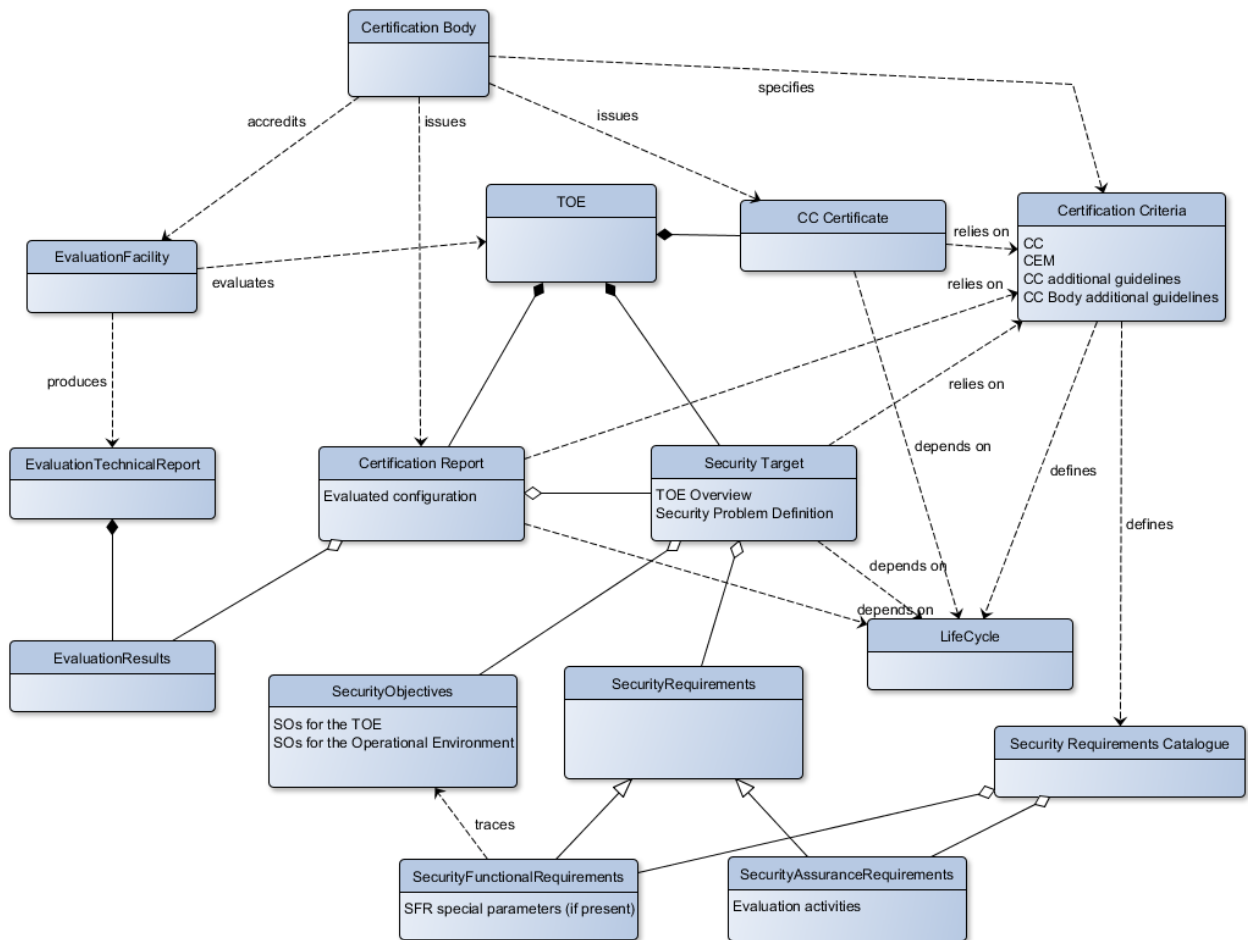 Certification Body
specifies
accredits
issues
issues
TOE
CC Certificate
Certification Criteria
CC
CEM
CC additional guidelines
CC Body additional guidelines
relies on
EvaluationFacility
evaluates
relies on
produces
relies on
EvaluationTechnicalReport
Certification Report
Evaluated configuration
Security Target
TOE Overview
Security Problem Definition
depends on
defines
defines
depends on
depends on
LifeCycle
EvaluationResults
SecurityObjectives
SOs for the TOE
SOs for the Operational Environment
SecurityRequirements
Security Requirements Catalogue
traces
SecurityFunctionalRequirements
SFR special parameters (if present)
SecurityAssuranceRequirements
Evaluation activities